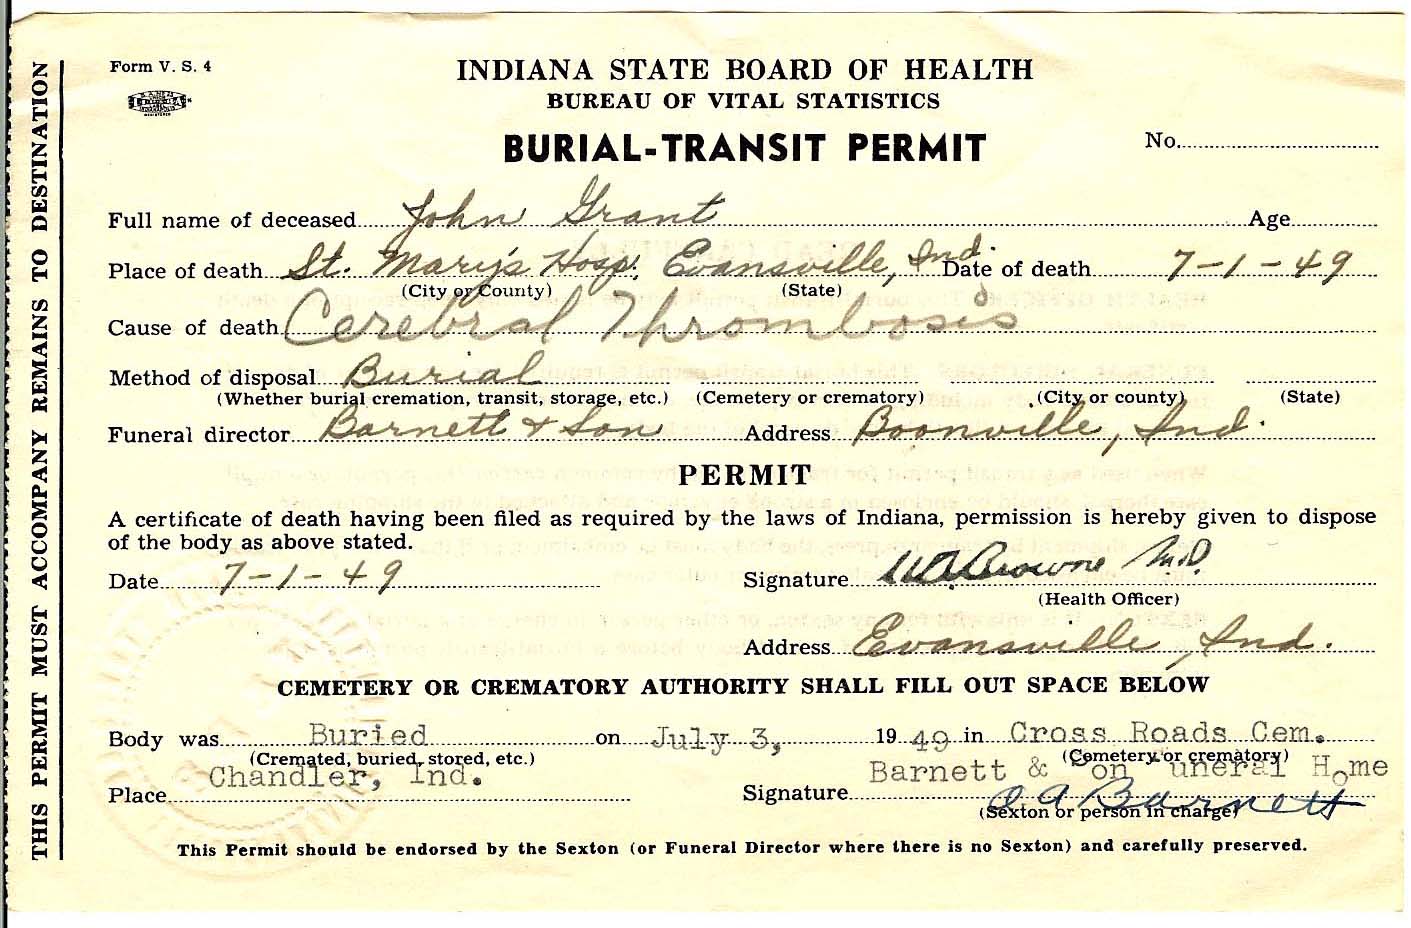 THIS PERMIT MUST ACCOMPANY REMAINS TO DESTINATION
Form V. S. 4
INDIANA STATE BOARD OF HEALTH
BUREAU OF VITAL STATISTICS
BURIAL-TRANSIT PERMIT
No.
Full name of deceased John Grant Age
Place of death St. Mary's Hosp. Evansville, Ind. Date of death 7-1-49
(City or County) (State)
Cause of death Cerebral Thrombosis
Method of disposal Burial
(Whether burial cremation, transit, storage, etc.) (Cemetery or crematory) (City or county) (State)
Funeral director Barnett & Son Address Boonville, Ind.
PERMIT
A certificate of death having been filed as required by the laws of Indiana, permission is hereby given to dispose
of the body as above stated.
Date 7-1-49 Signature Browne M.D.
(Health Officer)
Address Evansville, Ind.
CEMETERY OR CREMATORY AUTHORITY SHALL FILL OUT SPACE BELOW
Body was Buried on July 3, 1949 in Cross Roads Cem.
(Cremated, buried, stored, etc.) (Cemetery or crematory)
Place Chandler, Ind. Barnett & Son Funeral Home
Signature O A Barnett
(Sexton or person in charge)
This Permit should be endorsed by the Sexton (or Funeral Director where there is no Sexton) and carefully preserved.